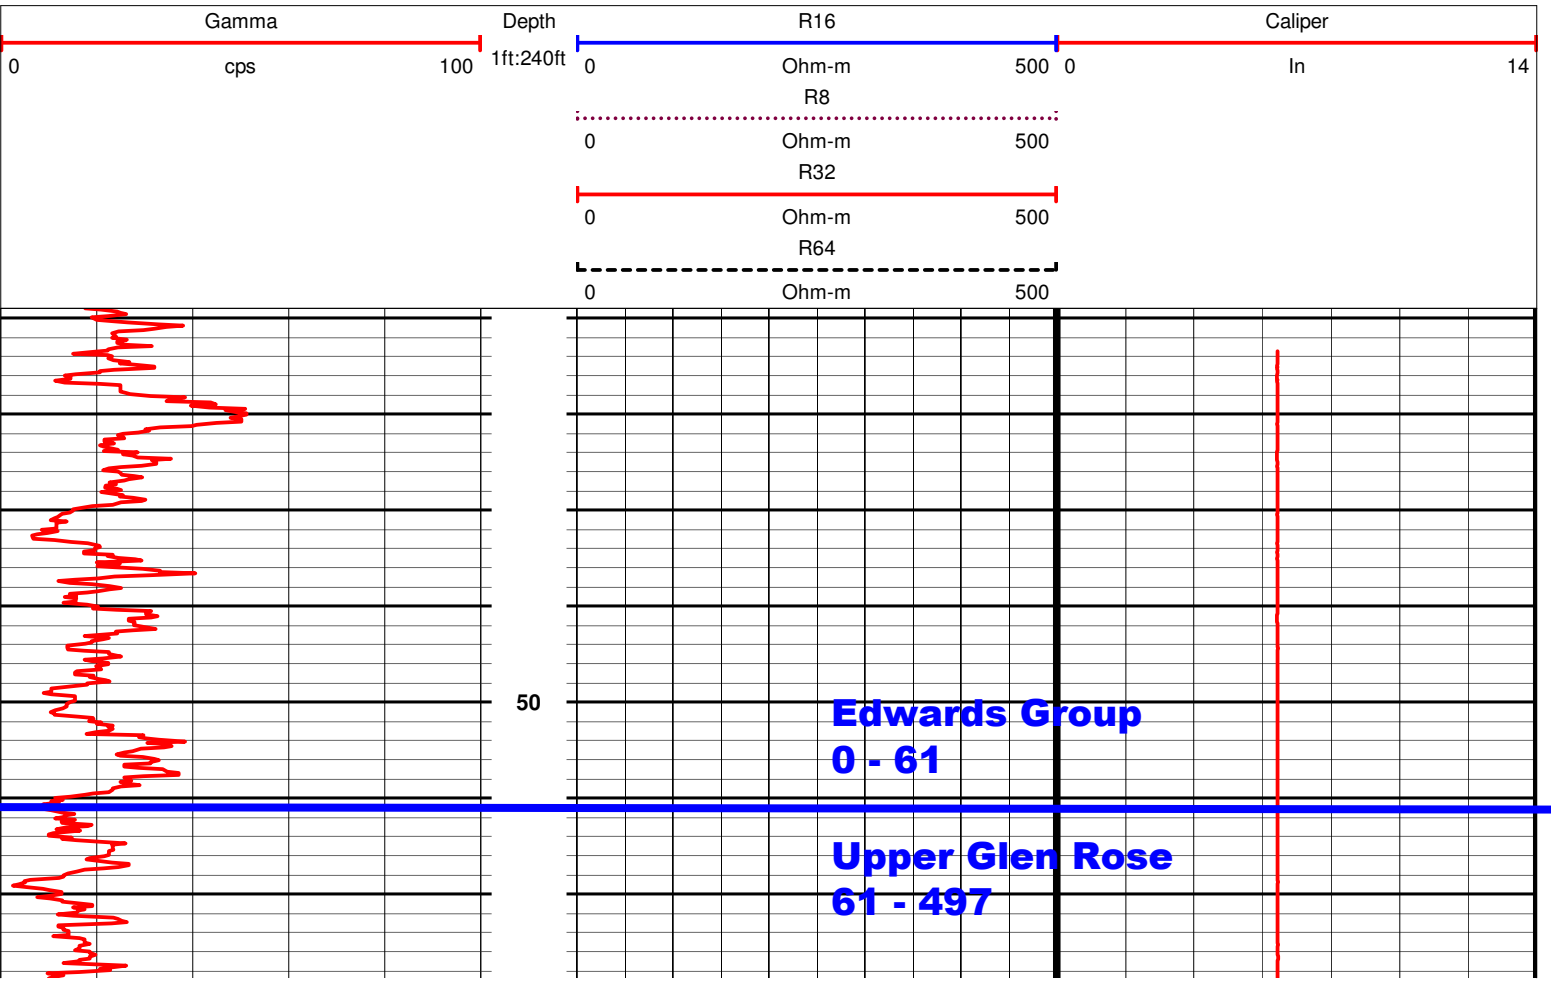 Gamma Depth R16 Caliper
1ft:240ft
0 cps 100 0 Ohm-m 500 0 In 14
R8
0 Ohm-m 500
R32
0 Ohm-m 500
R64
0 Ohm-m 500
50
Edwards Group
0 - 61
Upper Glen Rose
61 - 497